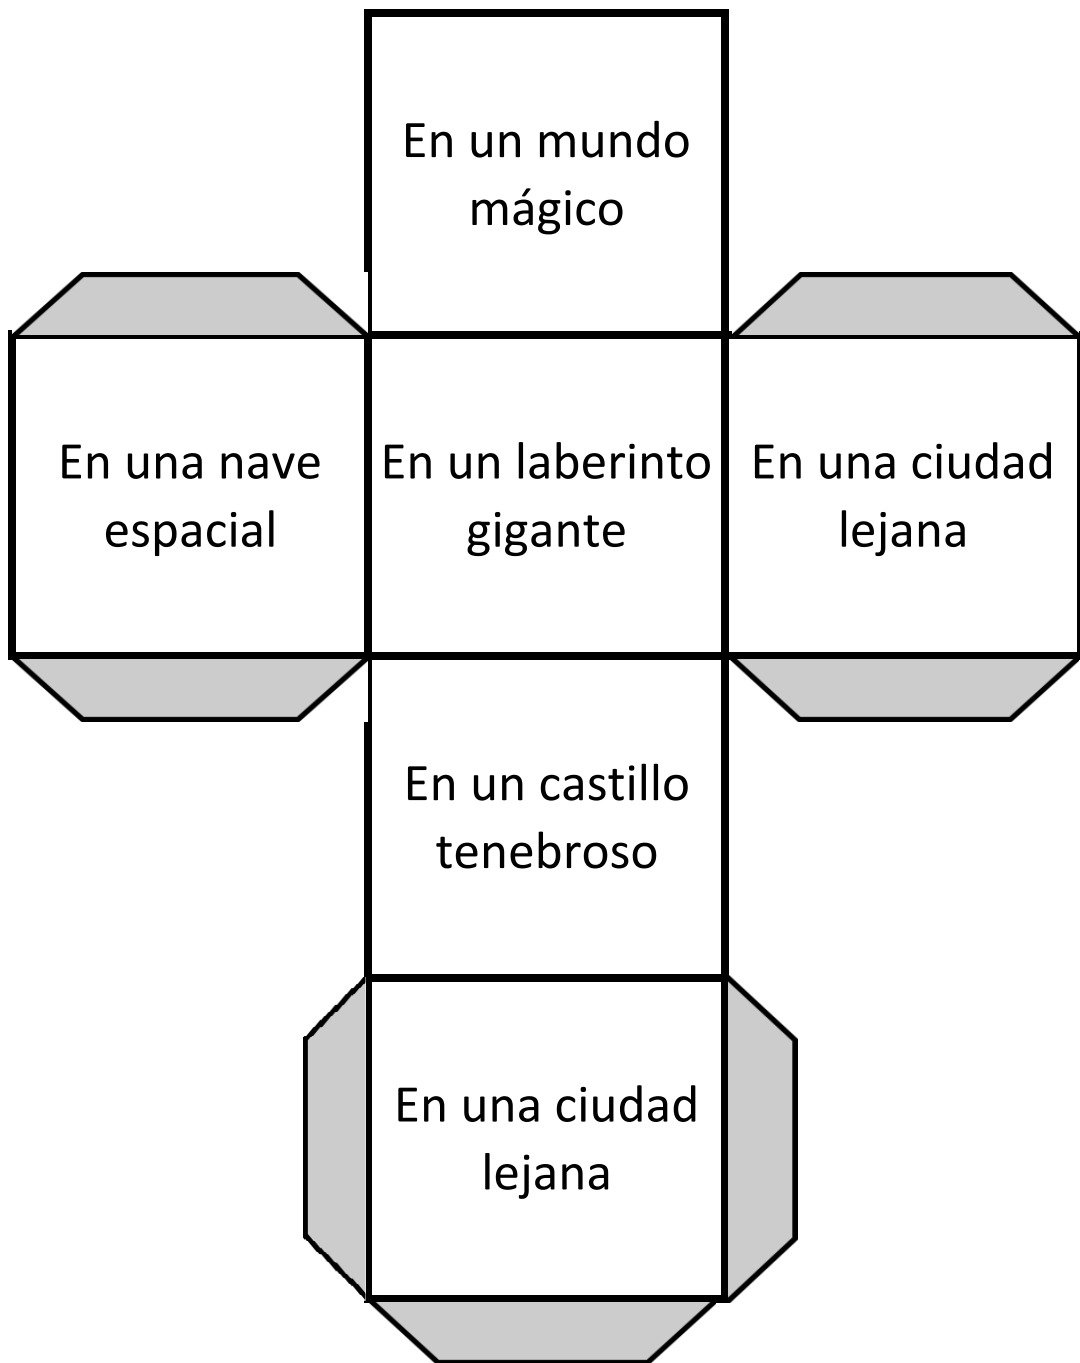 En un mundo
mágico
En una nave
espacial
En un laberinto
gigante
En una ciudad
lejana
En un castillo
tenebroso
En una ciudad
lejana